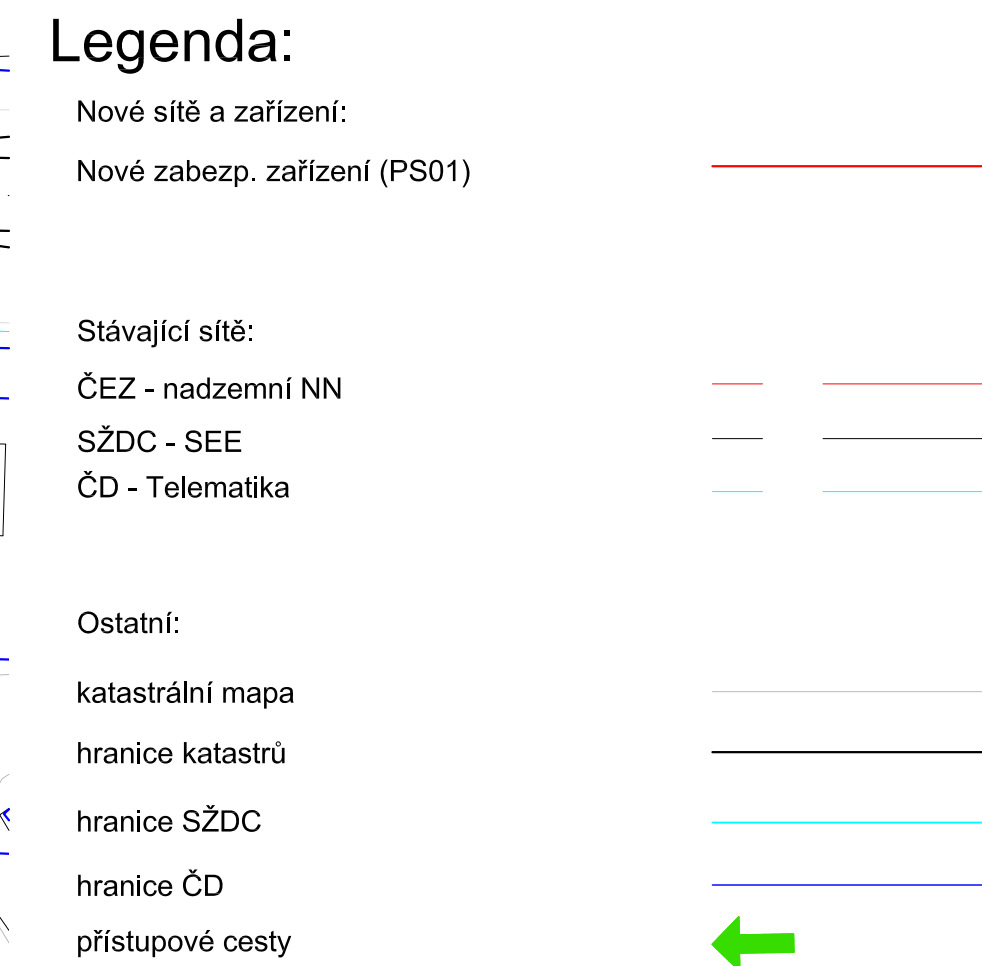 Legenda:
Nové sítě a zařízení:
Nové zabezp. zařízení (PS01)
Stávající sítě:
ČEZ - nadzemní NN
SŽDC - SEE
ČD - Telematika
Ostatní:
katastrální mapa
hranice katastrů
hranice SŽDC
hranice ČD
přístupové cesty